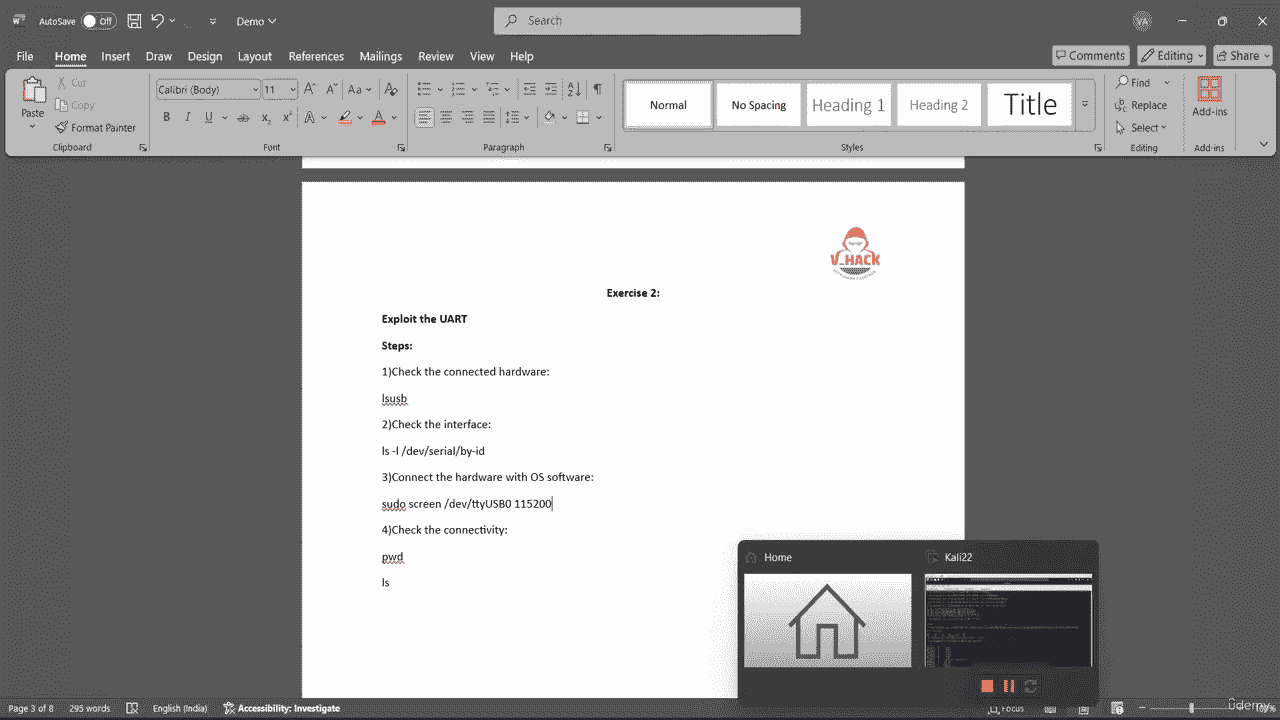 AutoSave Off Demo Search VA
File Home Insert Draw Design Layout References Mailings Review View Help Comments Editing Share
Paste Cut Copy Format Painter
Calibri (Body) 11
Normal No Spacing Heading 1 Heading 2 Title
Find Replace Select
Add-ins
Clipboard Font Paragraph Styles Editing Add-ins
V_HACK
Exercise 2:
Exploit the UART
Steps:
1)Check the connected hardware:
lsusb
2)Check the interface:
ls -l /dev/serial/by-id
3)Connect the hardware with OS software:
sudo screen /dev/ttyUSB0 115200
4)Check the connectivity:
pwd
ls
Home Kali22
Page 3 of 8 295 words English (India) Accessibility: Investigate Focus